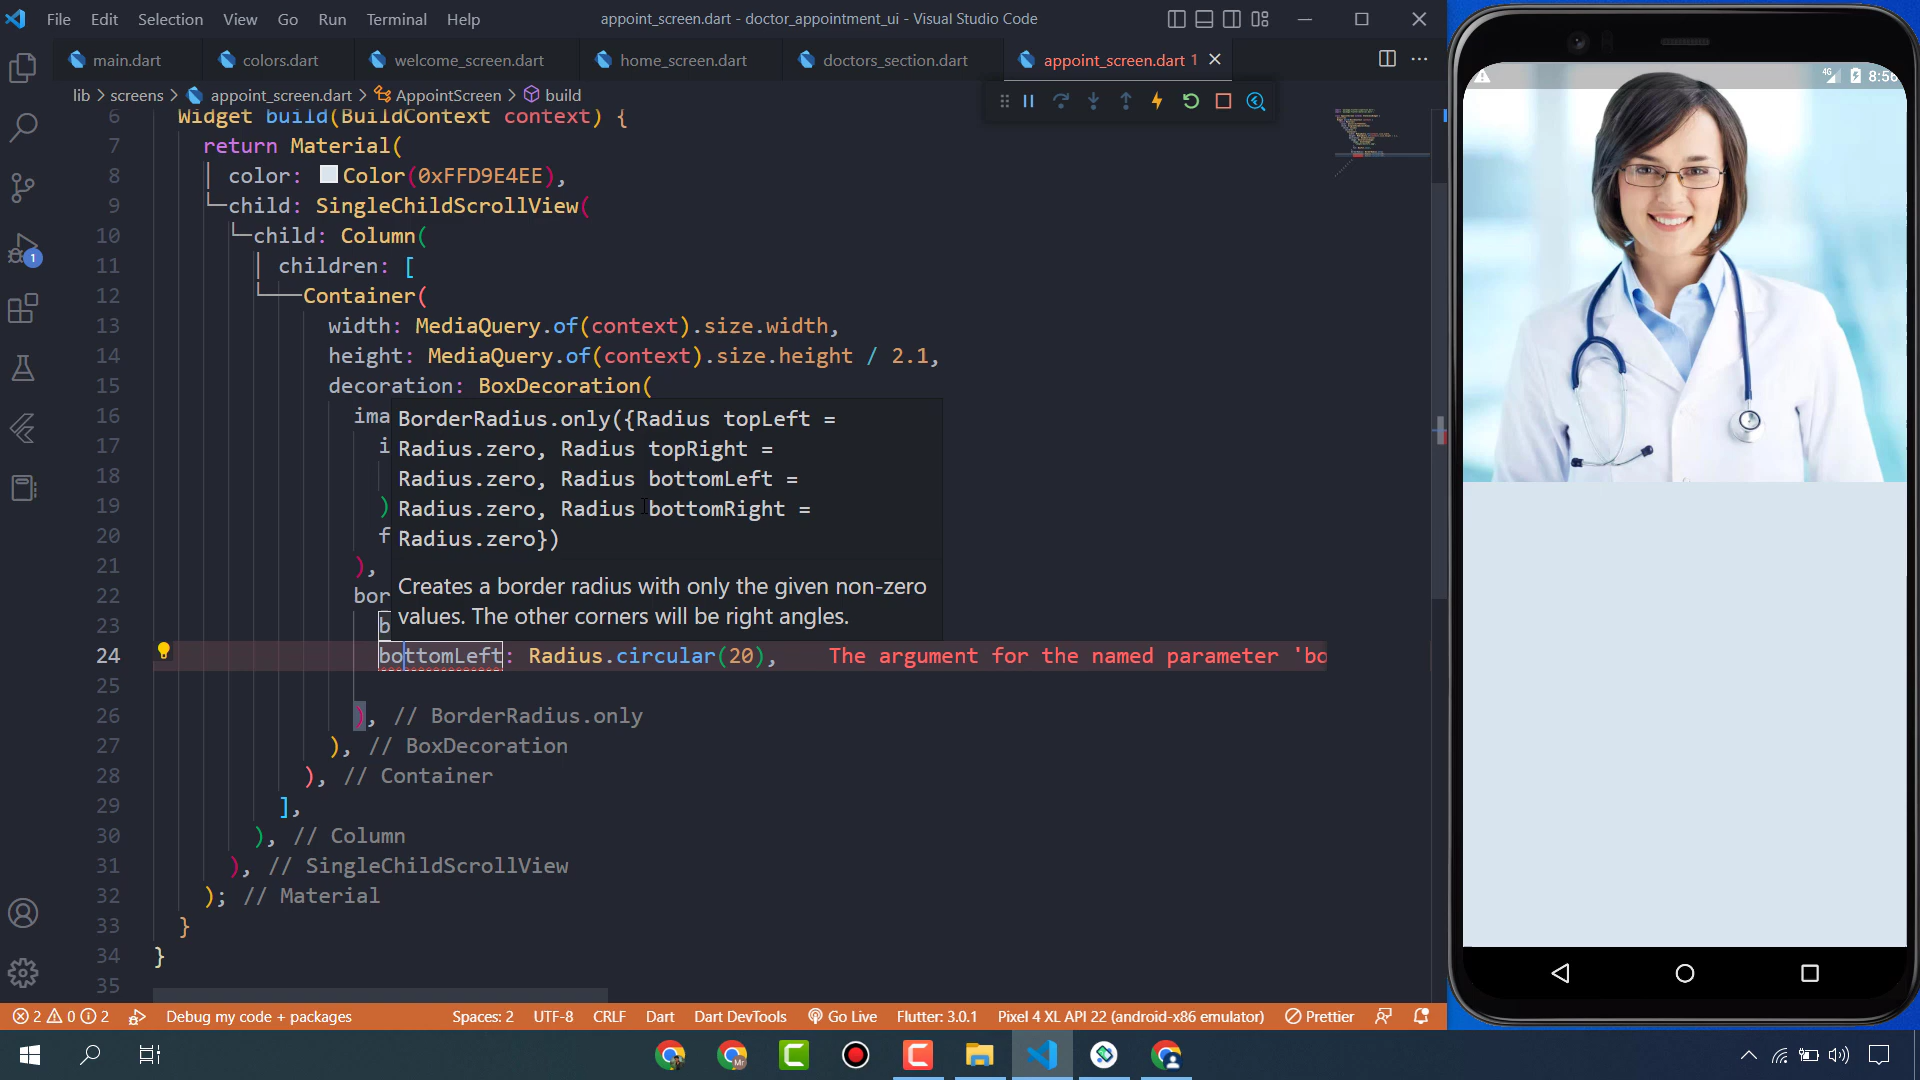 File Edit Selection View Go Run Terminal Help
appoint_screen.dart - doctor_appointment_ui - Visual Studio Code
main.dart colors.dart welcome_screen.dart home_screen.dart doctors_section.dart appoint_screen.dart 1
lib > screens > appoint_screen.dart > AppointScreen > build
6 Widget build(BuildContext context) {
7 return Material(
8 color: Color(0xFFD9E4EE),
9 child: SingleChildScrollView(
10 child: Column(
11 children: [
12 Container(
13 width: MediaQuery.of(context).size.width,
14 height: MediaQuery.of(context).size.height / 2.1,
15 decoration: BoxDecoration(
16 ima
17 i
18
19 )
20 f
21 ),
22 bor
23 b
24 bottomLeft: Radius.circular(20), The argument for the named parameter 'bo
25
26 ), // BorderRadius.only
27 ), // BoxDecoration
28 ), // Container
29 ],
30 ), // Column
31 ), // SingleChildScrollView
32 ); // Material
33 }
34 }
35
BorderRadius.only({Radius topLeft =
Radius.zero, Radius topRight =
Radius.zero, Radius bottomLeft =
Radius.zero, Radius bottomRight =
Radius.zero})
Creates a border radius with only the given non-zero
values. The other corners will be right angles.
1
2 0 2 Debug my code + packages Spaces: 2 UTF-8 CRLF Dart Dart DevTools Go Live Flutter: 3.0.1 Pixel 4 XL API 22 (android-x86 emulator) Prettier
4G 8:56